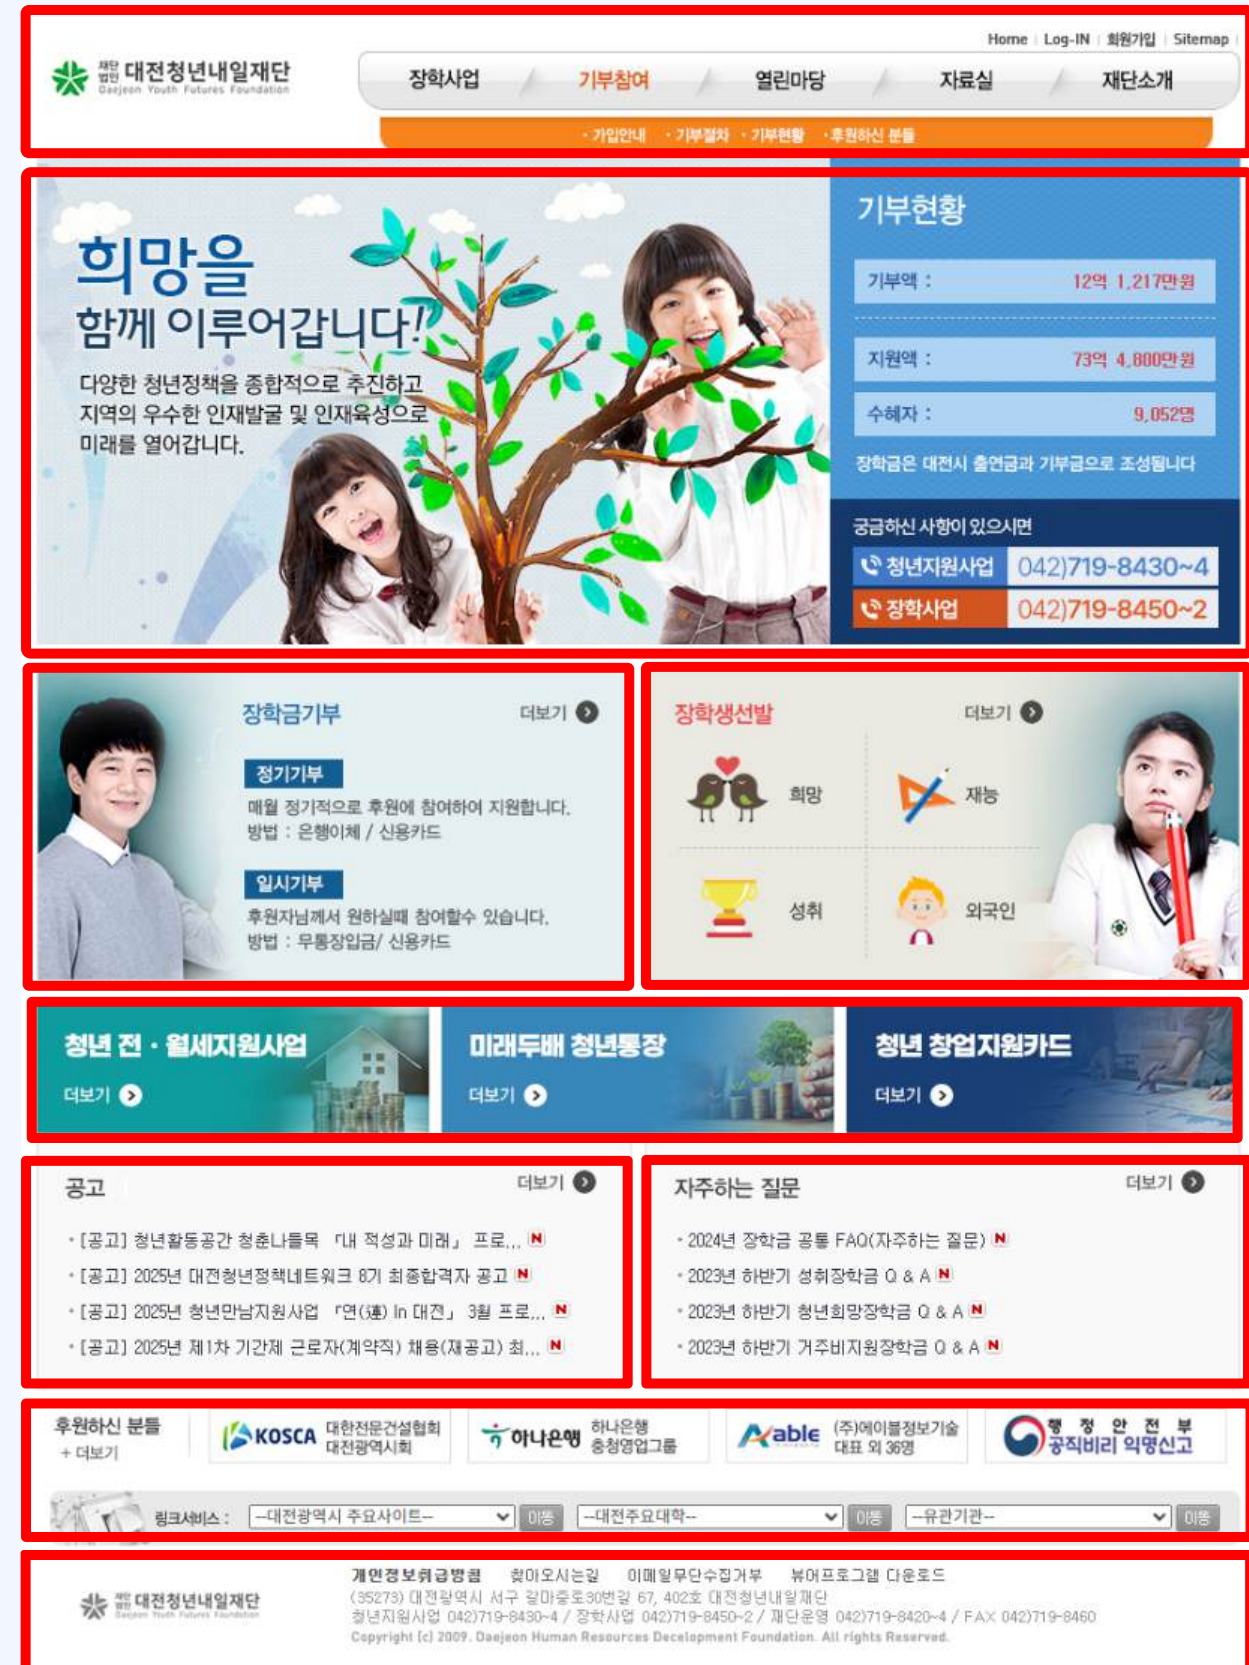 Home Log-IN 회원가입 Sitemap
재단법인 대전청년내일재단
Daejeon Youth Futures Foundation
장학사업 기부참여 열린마당 자료실 재단소개
· 가입안내 · 기부절차 · 기부현황 · 후원하신 분들
희망을
함께 이루어갑니다!
다양한 청년정책을 종합적으로 추진하고
지역의 우수한 인재발굴 및 인재육성으로
미래를 열어갑니다.
기부현황
기부액 : 12억 1,217만원
지원액 : 73억 4,800만원
수혜자 : 9,052명
장학금은 대전시 출연금과 기부금으로 조성됩니다
궁금하신 사항이 있으시면
청년지원사업 042)719-8430~4
장학사업 042)719-8450~2
장학금기부 더보기
정기기부
매월 정기적으로 후원에 참여하여 지원합니다.
방법 : 은행이체 / 신용카드
일시기부
후원자님께서 원하실때 참여할수 있습니다.
방법 : 무통장입금/ 신용카드
장학생선발 더보기
희망 재능
성취 외국인
청년 전 · 월세지원사업
더보기
미래두배 청년통장
더보기
청년 창업지원카드
더보기
공고 더보기
· [공고] 청년활동공간 청춘나들목 「내 적성과 미래」 프로... N
· [공고] 2025년 대전청년정책네트워크 8기 최종합격자 공고 N
· [공고] 2025년 청년만남지원사업 「연(連) In 대전」 3월 프로... N
· [공고] 2025년 제1차 기간제 근로자(계약직) 채용(재공고) 최... N
자주하는 질문 더보기
· 2024년 장학금 공통 FAQ(자주하는 질문) N
· 2023년 하반기 성취장학금 Q & A N
· 2023년 하반기 청년희망장학금 Q & A N
· 2023년 하반기 거주비지원장학금 Q & A N
후원하신 분들
+ 더보기
KOSCA 대한전문건설협회 대전광역시회
하나은행 하나은행 충청영업그룹
Able (주)에이블정보기술 대표 외 36명
행정안전부 공직비리 익명신고
링크서비스 : --대전광역시 주요사이트-- 이동 --대전주요대학-- 이동 --유관기관-- 이동
재단법인 대전청년내일재단
Daejeon Youth Futures Foundation
개인정보취급방침 찾아오시는길 이메일무단수집거부 뷰어프로그램 다운로드
(35273) 대전광역시 서구 갈마중로30번길 67, 402호 대전청년내일재단
청년지원사업 042)719-8430~4 / 장학사업 042)719-8450~2 / 재단운영 042)719-8420~4 / FAX 042)719-8460
Copyright (c) 2009. Daejeon Human Resources Decelopment Foundation. All rights Reserved.